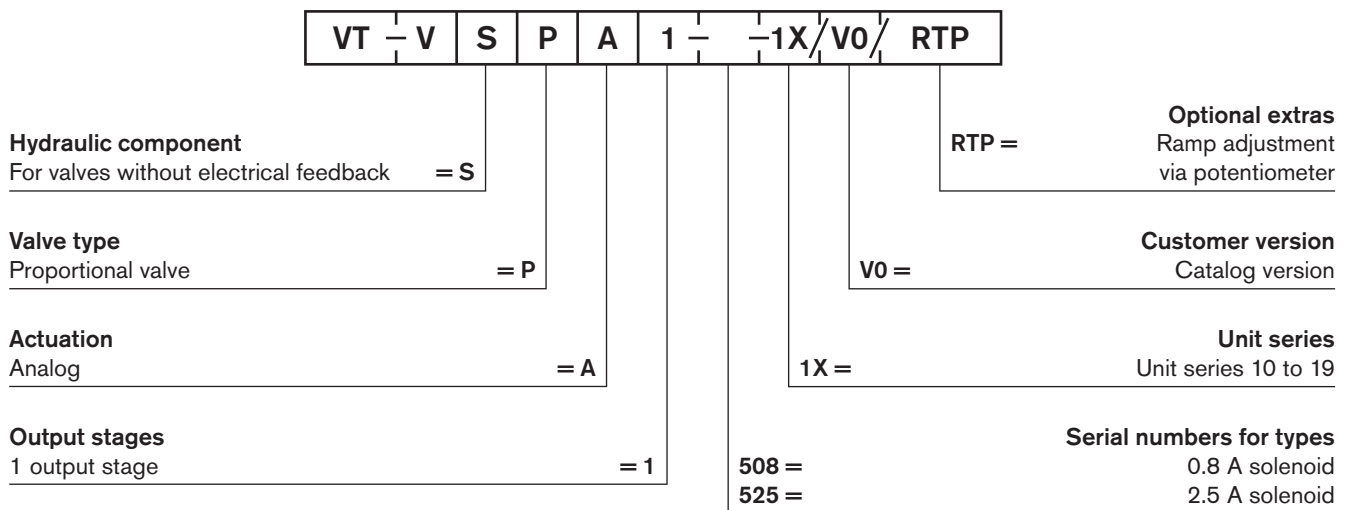 VT – V S P A 1 – –1X/V0/ RTP
Hydraulic component
For valves without electrical feedback = S
Valve type
Proportional valve = P
Actuation
Analog = A
Output stages
1 output stage = 1
Optional extras
RTP = Ramp adjustment
via potentiometer
Customer version
V0 = Catalog version
Unit series
1X = Unit series 10 to 19
Serial numbers for types
508 = 0.8 A solenoid
525 = 2.5 A solenoid